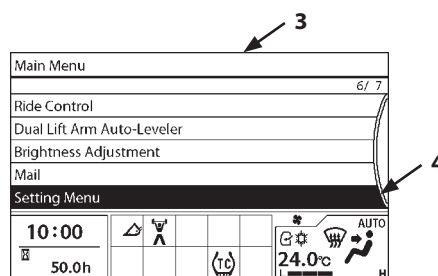 3
Main Menu
6/ 7
Ride Control
Dual Lift Arm Auto-Leveler
Brightness Adjustment
Mail
4
Setting Menu
10:00
AUTO
50.0h
TC
24.0℃
L
H